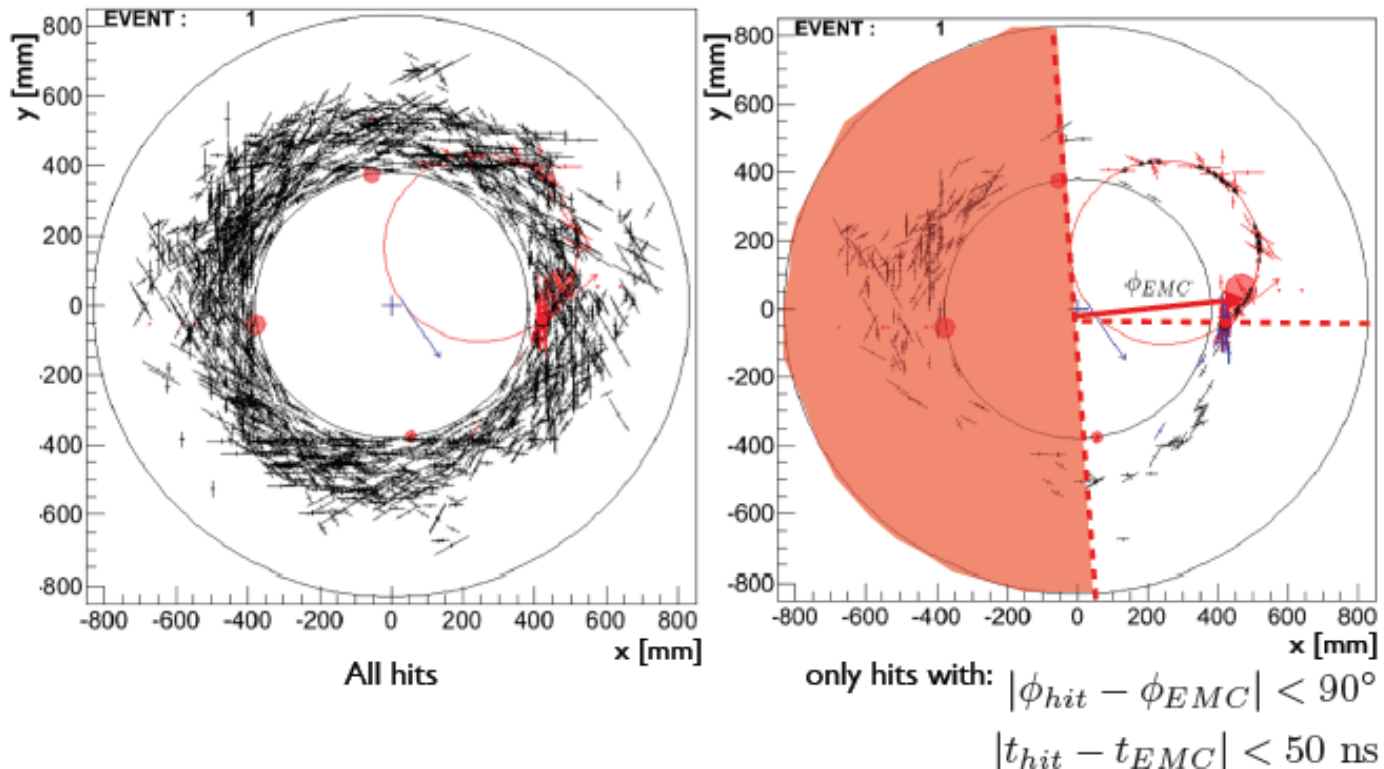 EVENT : 1
y [mm]
800
600
400
200
0
-200
-400
-600
-800
-800 -600 -400 -200 0 200 400 600 800
x [mm]
All hits
EVENT : 1
y [mm]
800
600
400
200
0
-200
-400
-600
-800
ϕ_EMC
-800 -600 -400 -200 0 200 400 600 800
x [mm]
only hits with: |ϕ_hit − ϕ_EMC| < 90°
|t_hit − t_EMC| < 50 ns